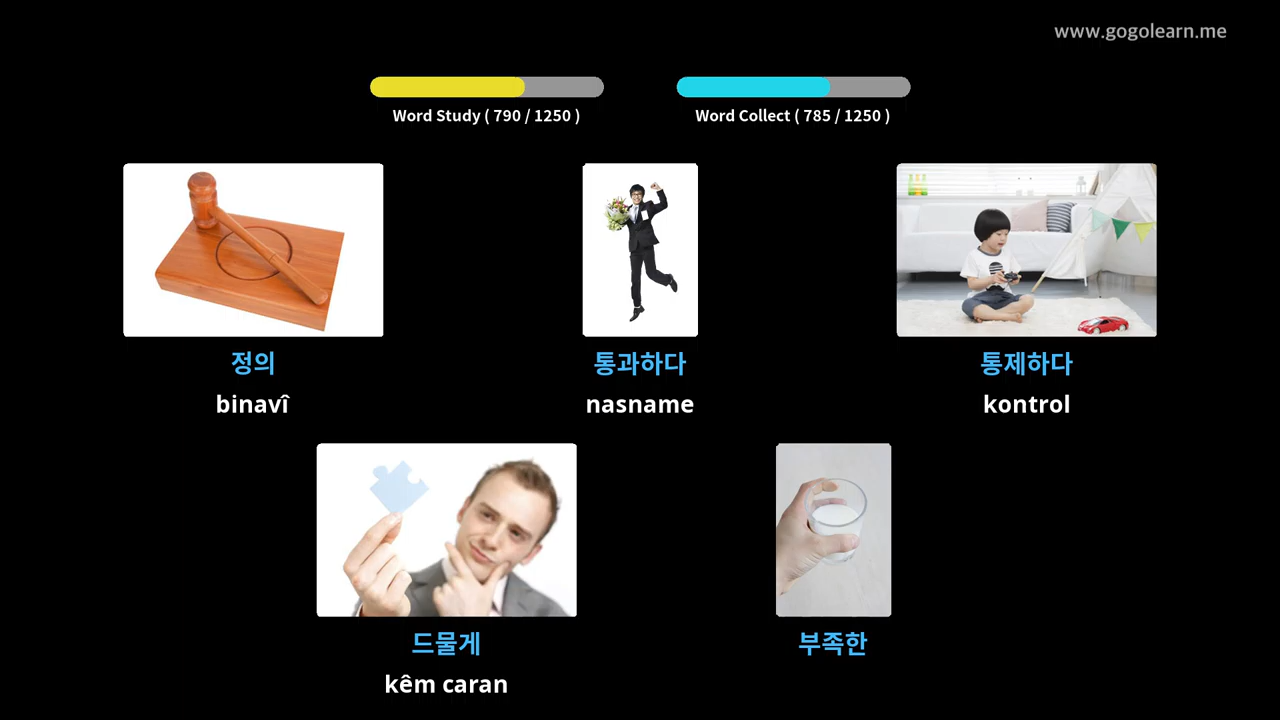 www.gogolearn.me
Word Study ( 790 / 1250 )
Word Collect ( 785 / 1250 )
정의
통과하다
통제하다
binavî
nasname
kontrol
드물게
부족한
kêm caran